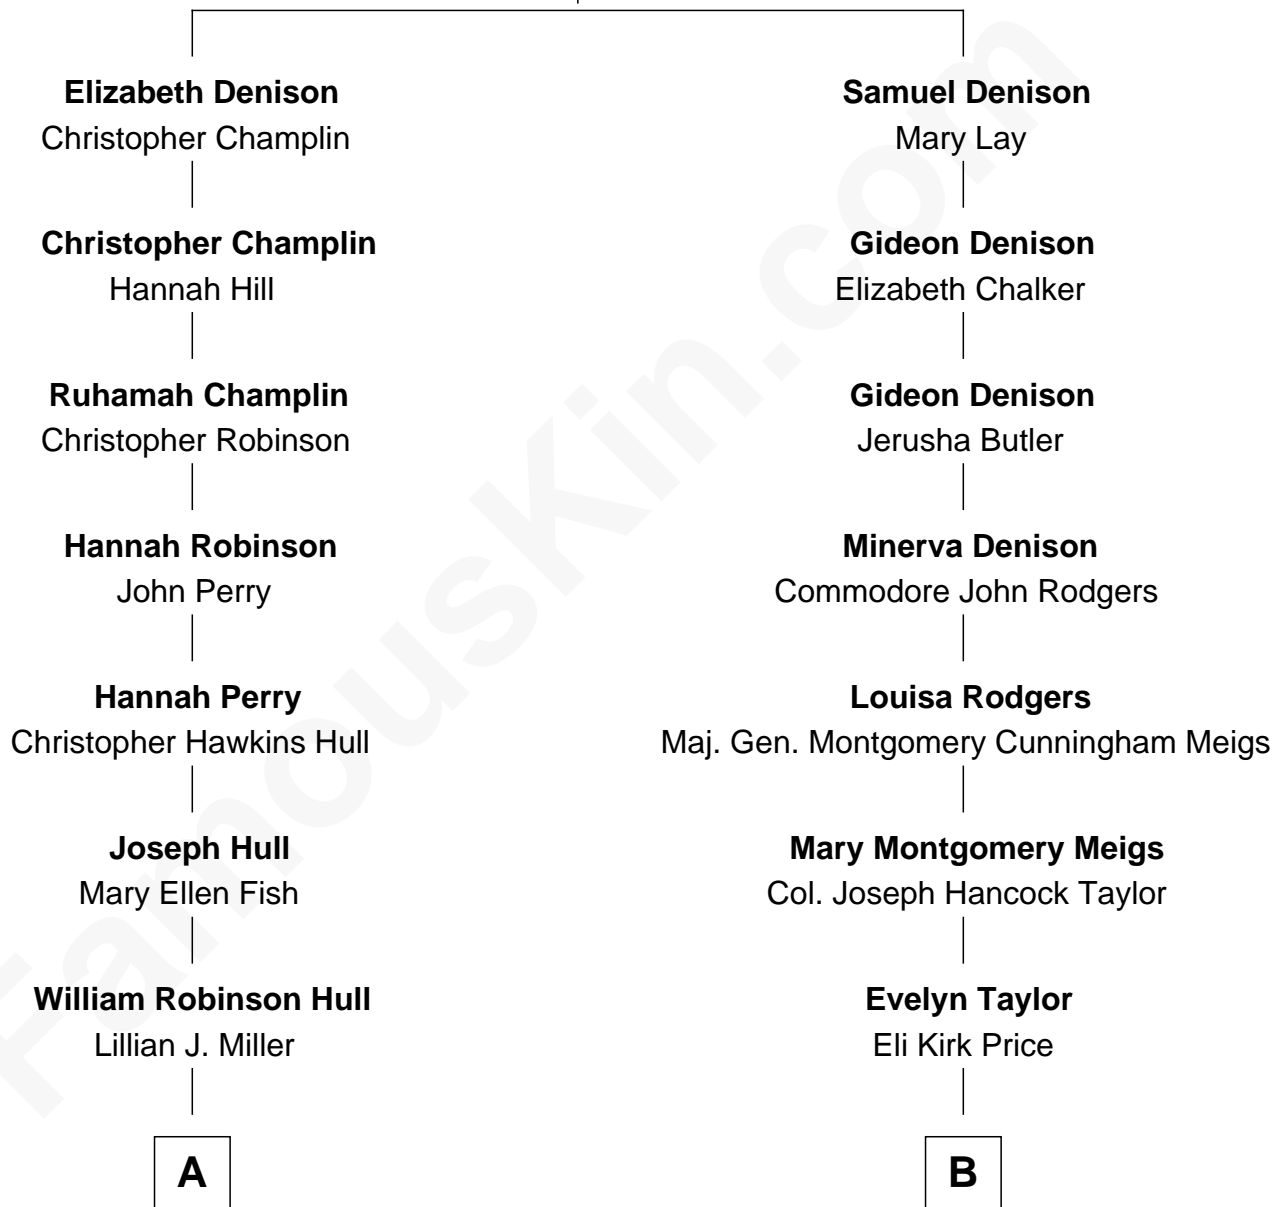 Elizabeth Denison
Christopher Champlin
Christopher Champlin
Hannah Hill
Ruhamah Champlin
Christopher Robinson
Hannah Robinson
John Perry
Hannah Perry
Christopher Hawkins Hull
Joseph Hull
Mary Ellen Fish
William Robinson Hull
Lillian J. Miller
A
Samuel Denison
Mary Lay
Gideon Denison
Elizabeth Chalker
Gideon Denison
Jerusha Butler
Minerva Denison
Commodore John Rodgers
Louisa Rodgers
Maj. Gen. Montgomery Cunningham Meigs
Mary Montgomery Meigs
Col. Joseph Hancock Taylor
Evelyn Taylor
Eli Kirk Price
B
FamousKin.com